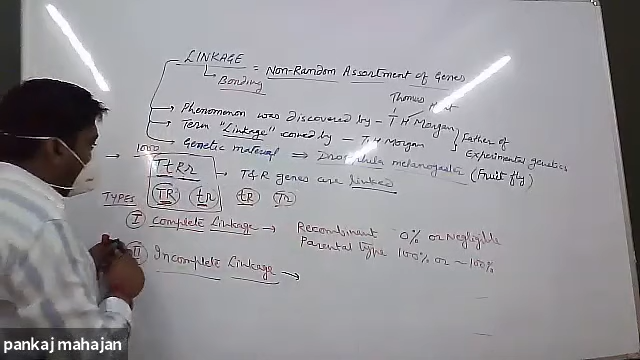 LINKAGE = Non-Random Assortment of Genes
Bonding
Thomas Hunt
Phenomenon was discovered by - T H Morgan
Term "Linkage" coined by - T. H. Morgan
Father of Experimental genetics
Genetic material ⇒ Drosophila melanogaster (Fruit fly)
TtRr → T & R genes are linked
TR tr tR Tr
TYPES
I Complete Linkage → Recombinant 0% or Negligible
Parental type 100% or ~100%
II Incomplete Linkage →
pankaj mahajan